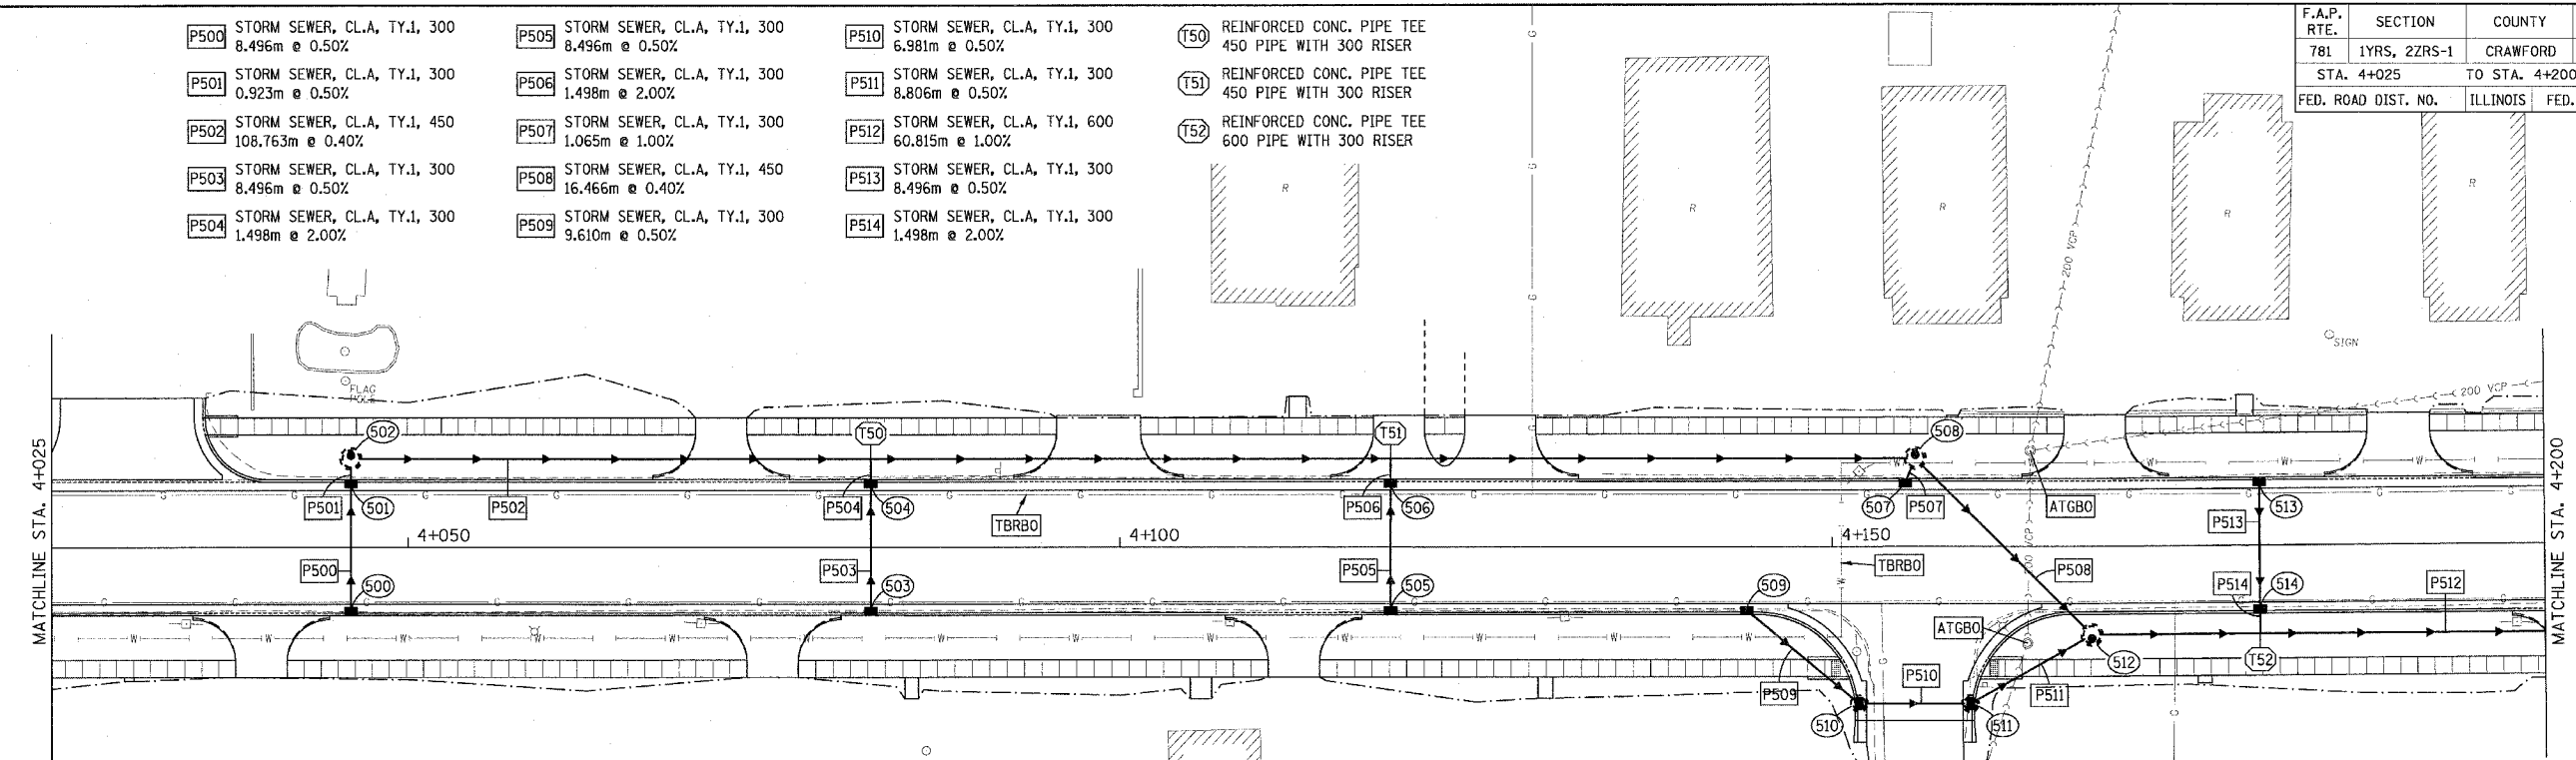 P500 STORM SEWER, CL.A, TY.1, 300
8.496m @ 0.50%
P501 STORM SEWER, CL.A, TY.1, 300
0.923m @ 0.50%
P502 STORM SEWER, CL.A, TY.1, 450
108.763m @ 0.40%
P503 STORM SEWER, CL.A, TY.1, 300
8.496m @ 0.50%
P504 STORM SEWER, CL.A, TY.1, 300
1.498m @ 2.00%
P505 STORM SEWER, CL.A, TY.1, 300
8.496m @ 0.50%
P506 STORM SEWER, CL.A, TY.1, 300
1.498m @ 2.00%
P507 STORM SEWER, CL.A, TY.1, 300
1.065m @ 1.00%
P508 STORM SEWER, CL.A, TY.1, 450
16.466m @ 0.40%
P509 STORM SEWER, CL.A, TY.1, 300
9.610m @ 0.50%
P510 STORM SEWER, CL.A, TY.1, 300
6.981m @ 0.50%
P511 STORM SEWER, CL.A, TY.1, 300
8.806m @ 0.50%
P512 STORM SEWER, CL.A, TY.1, 600
60.815m @ 1.00%
P513 STORM SEWER, CL.A, TY.1, 300
8.496m @ 0.50%
P514 STORM SEWER, CL.A, TY.1, 300
1.498m @ 2.00%
T50 REINFORCED CONC. PIPE TEE
450 PIPE WITH 300 RISER
T51 REINFORCED CONC. PIPE TEE
450 PIPE WITH 300 RISER
T52 REINFORCED CONC. PIPE TEE
600 PIPE WITH 300 RISER
F.A.P. RTE. SECTION COUNTY
781 1YRS, 2ZRS-1 CRAWFORD
STA. 4+025 TO STA. 4+200
FED. ROAD DIST. NO. ILLINOIS FED.
R
R
R
R
R
200 VCP
SIGN
FLAG POLE
200 VCP
MATCHLINE STA. 4+025
502
T50
T51
508
P501
501
P502
P504
504
TBRBO
P506
506
507
P507
ATGBO
P513
513
4+050
4+100
4+150
P500
P503
P505
TBRBO
P508
200 VCP
500
503
505
509
P514
514
P512
ATGBO
512
T52
P509
P510
P511
510
511
MATCHLINE STA. 4+200